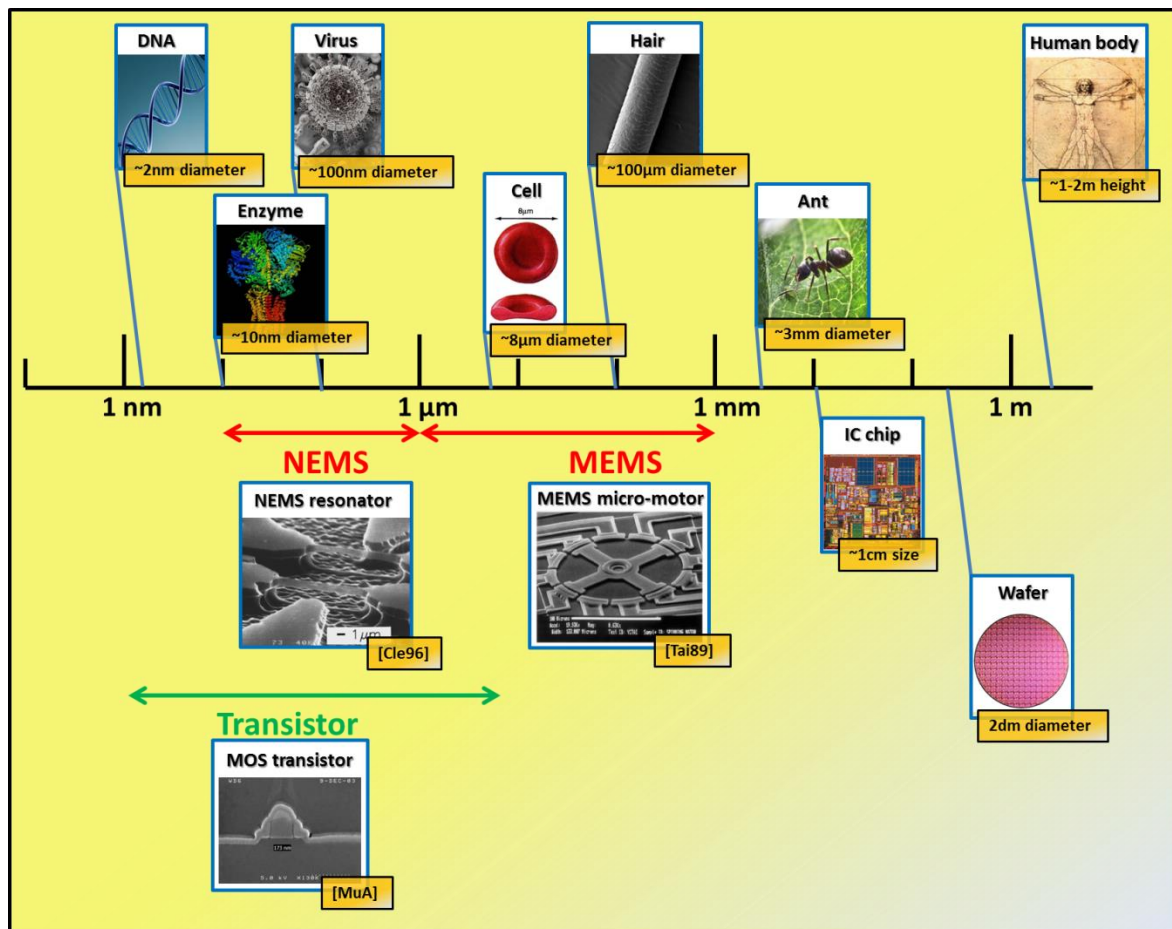 DNA
~2nm diameter
Virus
~100nm diameter
Hair
~100µm diameter
Human body
~1-2m height
Enzyme
~10nm diameter
Cell
8µm
~8µm diameter
Ant
~3mm diameter
1 nm
1 µm
1 mm
1 m
NEMS
MEMS
NEMS resonator
1 µm
[Cle96]
MEMS micro-motor
[Tai89]
IC chip
~1cm size
Wafer
2dm diameter
Transistor
MOS transistor
[MuA]